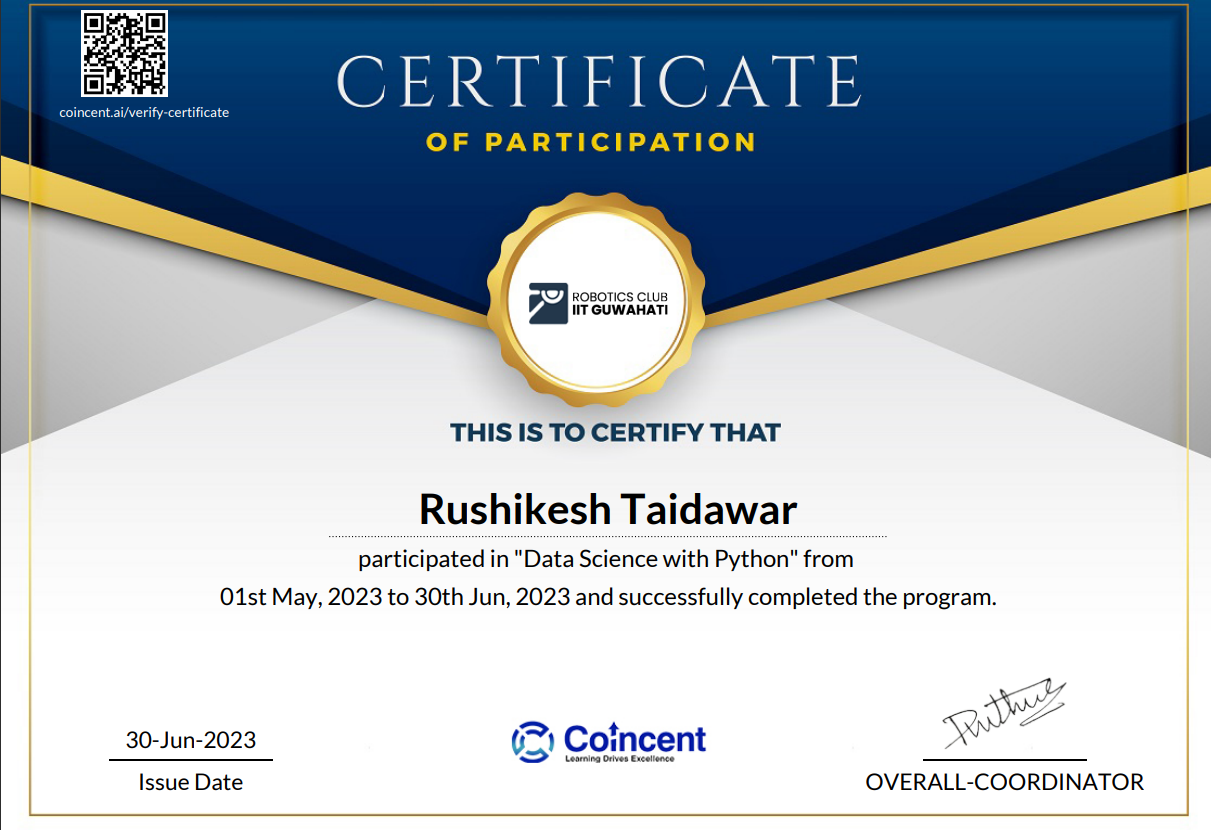 coincent.ai/verify-certificate
CERTIFICATE
OF PARTICIPATION
ROBOTICS CLUB
IIT GUWAHATI
THIS IS TO CERTIFY THAT
Rushikesh Taidawar
participated in "Data Science with Python" from
01st May, 2023 to 30th Jun, 2023 and successfully completed the program.
30-Jun-2023
Issue Date
Coincent
Learning Drives Excellence
OVERALL-COORDINATOR